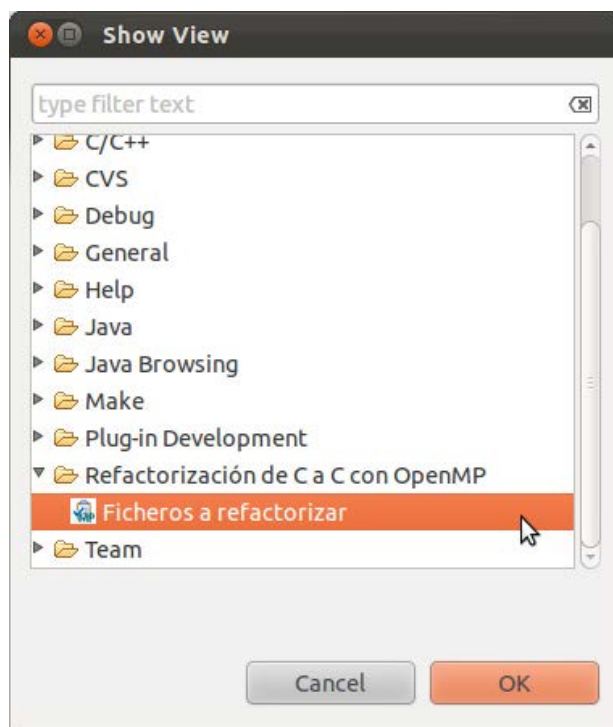 Show View
type filter text
C/C++
CVS
Debug
General
Help
Java
Java Browsing
Make
Plug-in Development
Refactorización de C a C con OpenMP
Ficheros a refactorizar
Team
Cancel OK